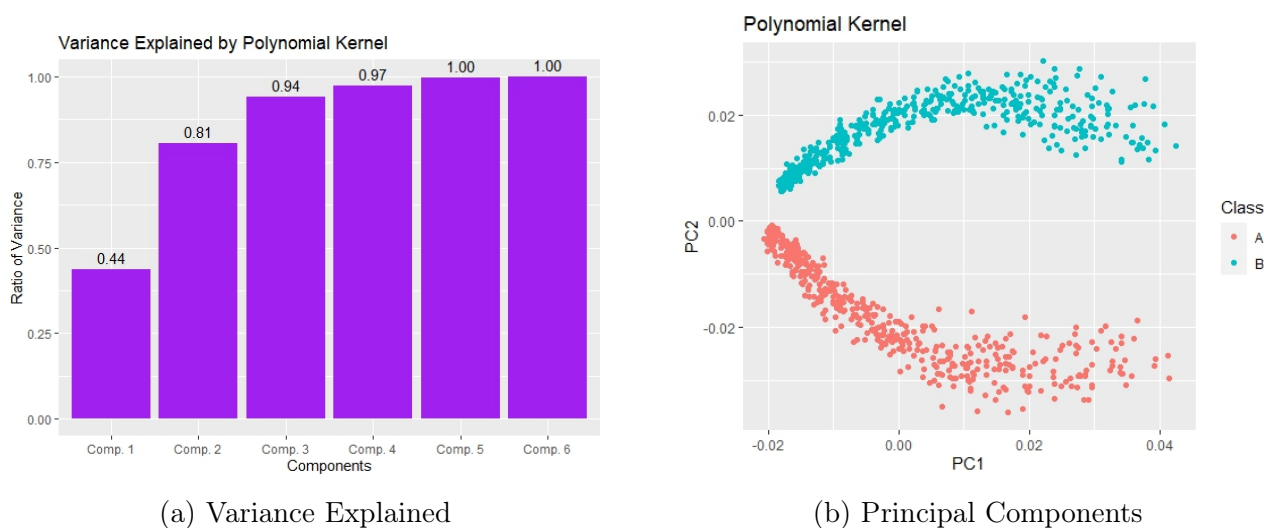 Variance Explained by Polynomial Kernel
1.00
0.75
0.50
0.25
0.00
Ratio of Variance
0.44
0.81
0.94
0.97
1.00
1.00
Comp. 1
Comp. 2
Comp. 3
Comp. 4
Comp. 5
Comp. 6
Components
(a) Variance Explained
Polynomial Kernel
0.02
0.00
-0.02
PC2
-0.02
0.00
0.02
0.04
PC1
Class
A
B
(b) Principal Components